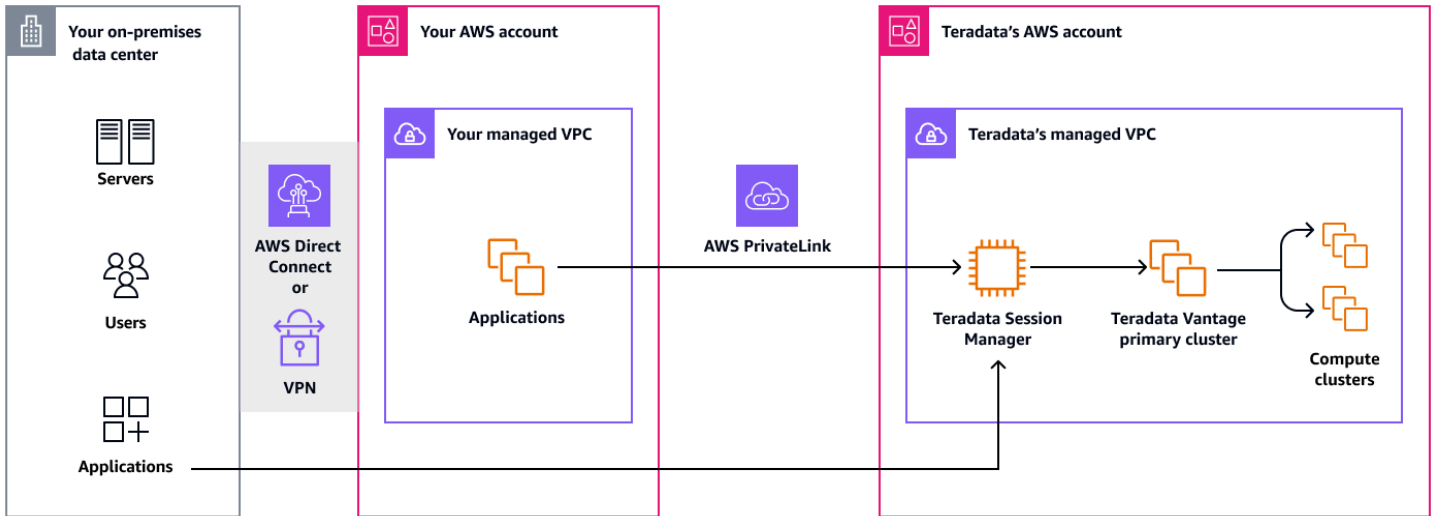 Your on-premises
data center
Servers
Users
Applications
AWS Direct
Connect
or
VPN
Your AWS account
Your managed VPC
Applications
AWS PrivateLink
Teradata's AWS account
Teradata's managed VPC
Teradata Session
Manager
Teradata Vantage
primary cluster
Compute
clusters